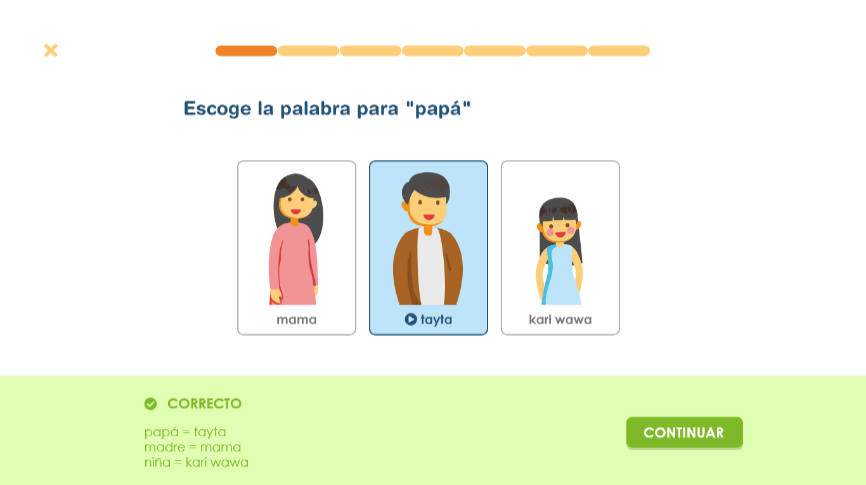 Escoge la palabra para "papá"
mama
tayta
kari wawa
CORRECTO
papá = tayta
madre = mama
niña = kari wawa
CONTINUAR